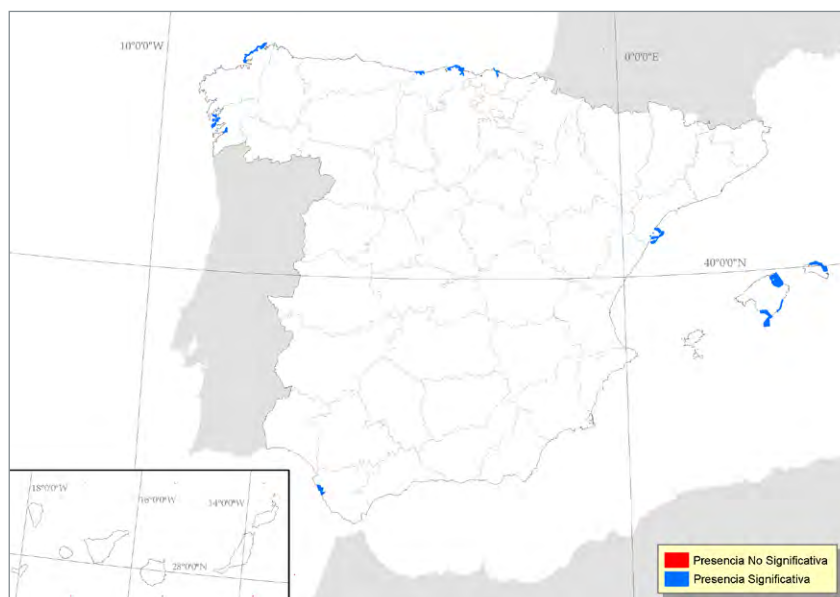 10°0'0"W
0°0'0"E
40°0'0"N
18°0'0"W
16°0'0"W
14°0'0"W
28°0'0"N
Presencia No Significativa
Presencia Significativa